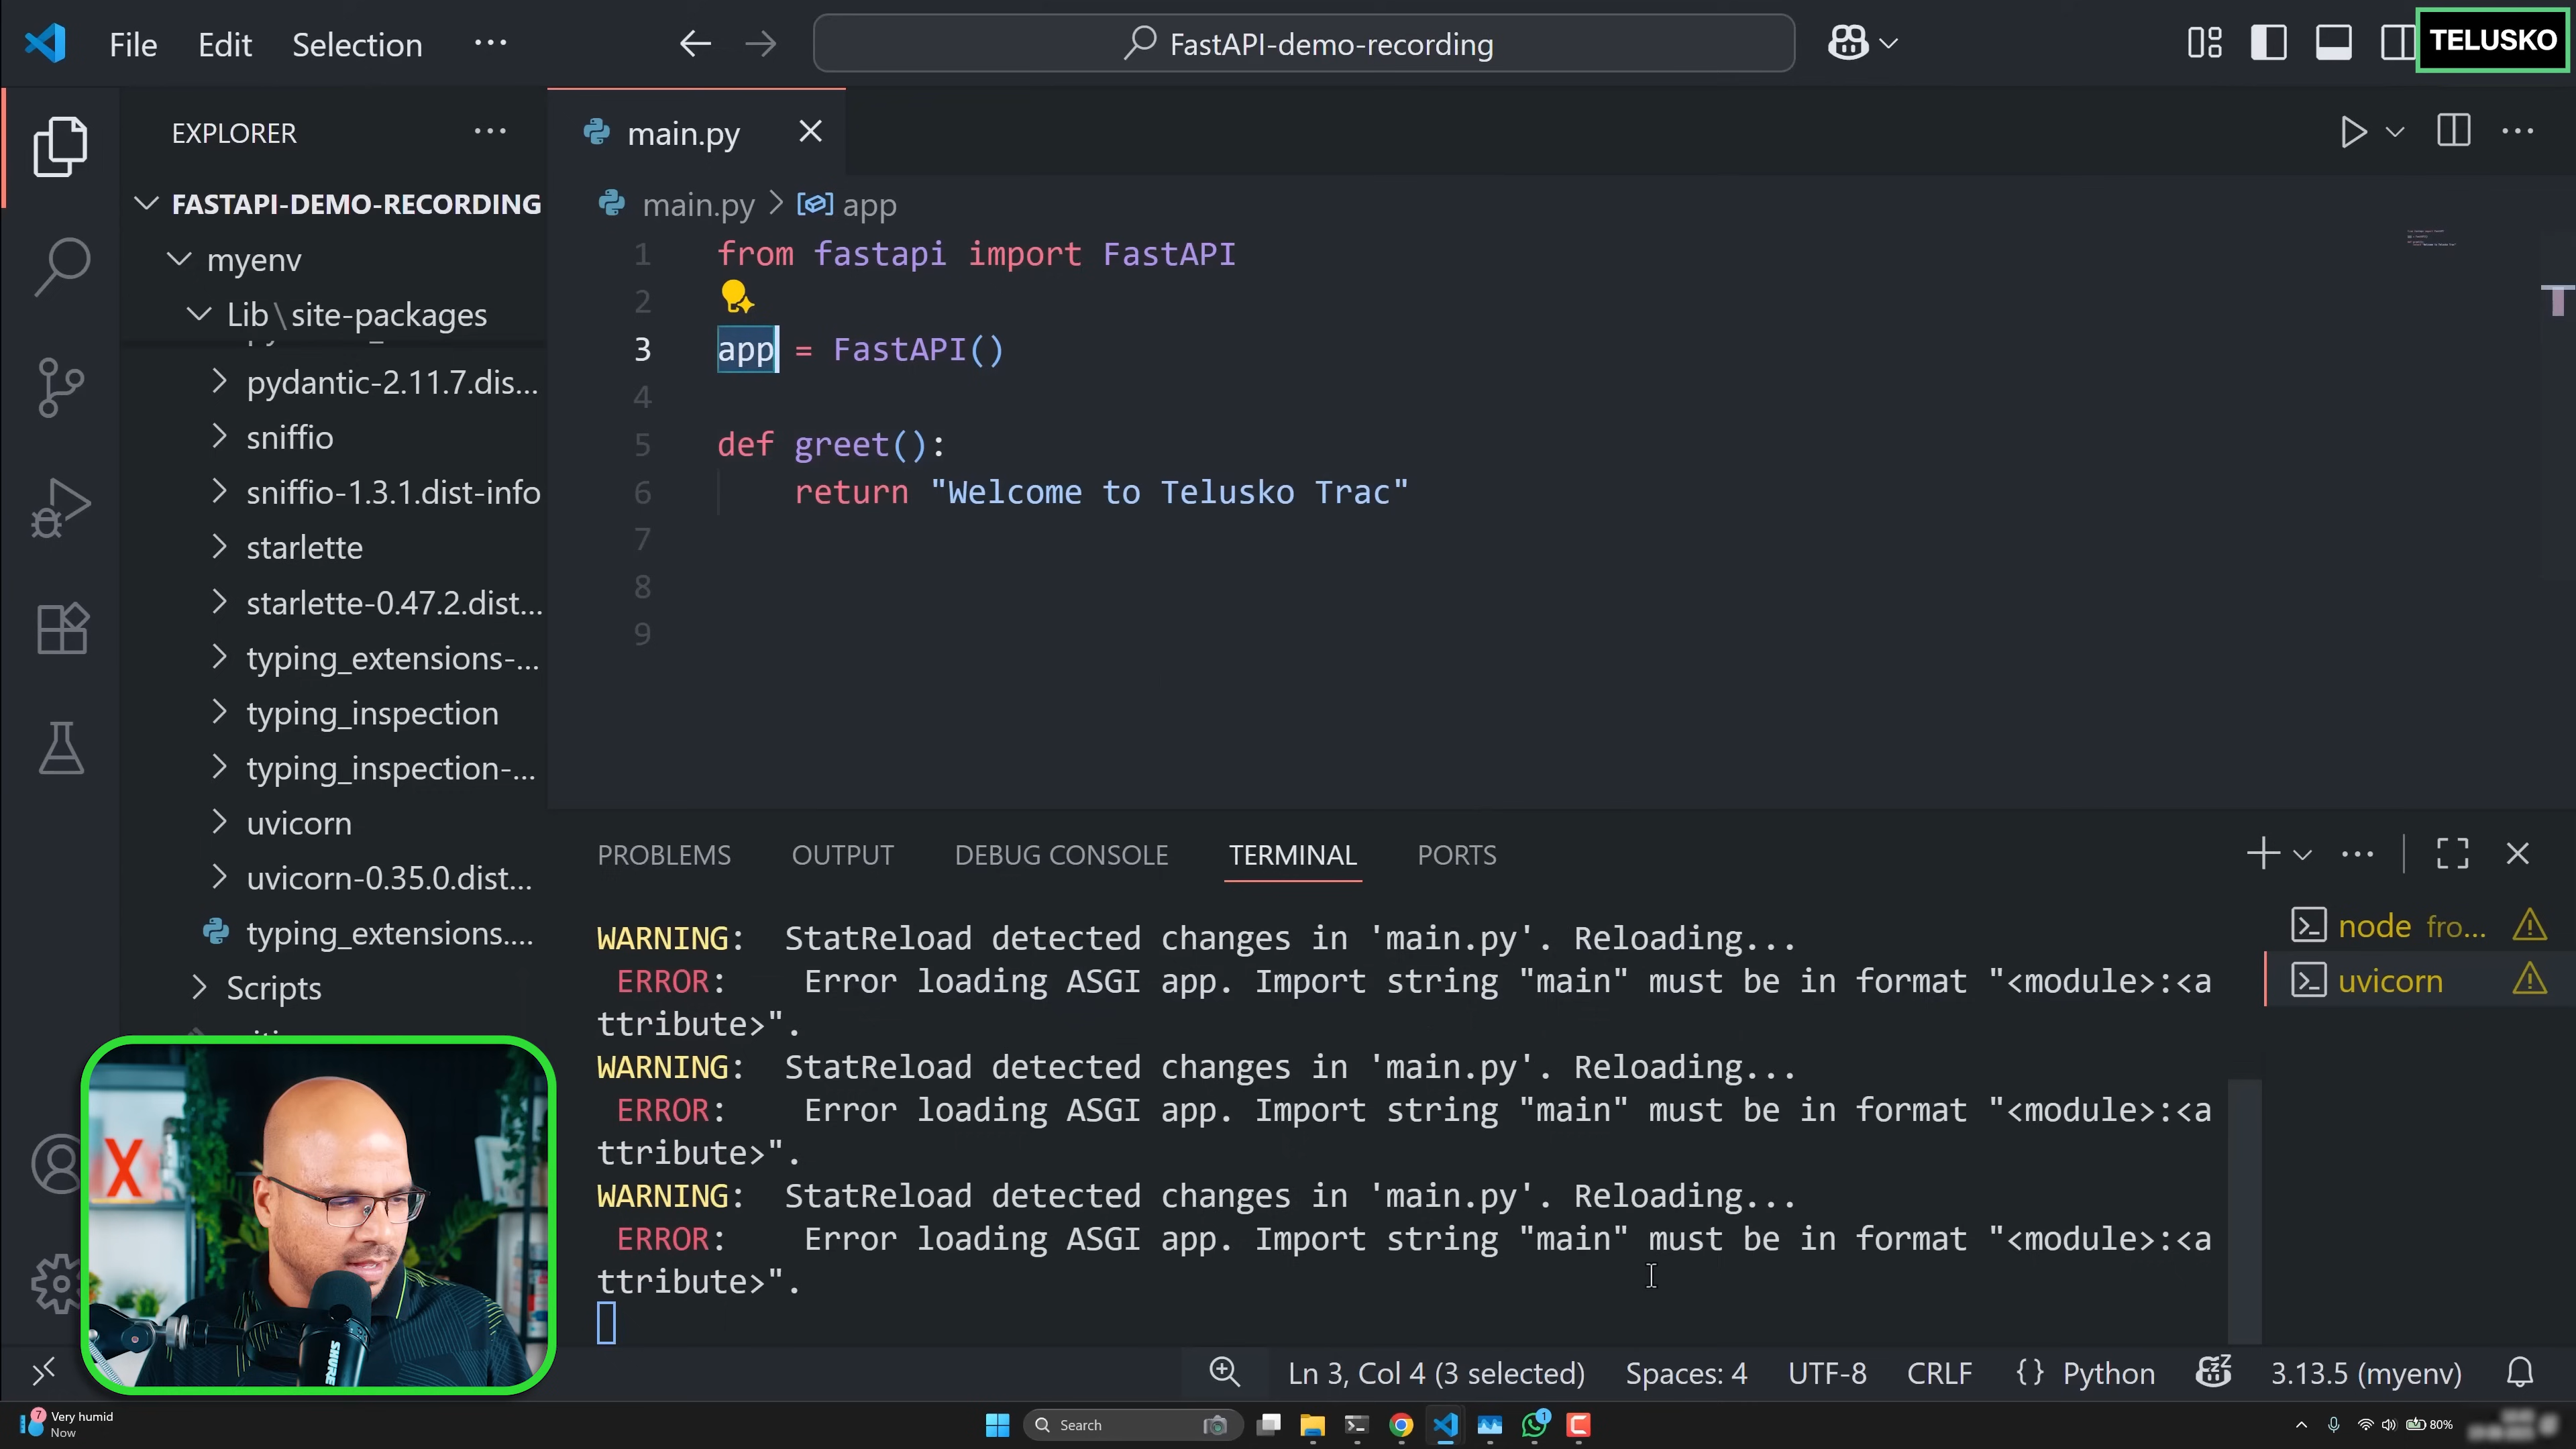 File Edit Selection ...
FastAPI-demo-recording
TELUSKO
EXPLORER
...
main.py
FASTAPI-DEMO-RECORDING
myenv
Lib\site-packages
pydantic-2.11.7.dis...
sniffio
sniffio-1.3.1.dist-info
starlette
starlette-0.47.2.dist...
typing_extensions-...
typing_inspection
typing_inspection-...
uvicorn
uvicorn-0.35.0.dist...
typing_extensions....
Scripts
main.py > app
1 from fastapi import FastAPI
2
3 app = FastAPI()
4
5 def greet():
6 return "Welcome to Telusko Trac"
7
8
9
PROBLEMS OUTPUT DEBUG CONSOLE TERMINAL PORTS
WARNING: StatReload detected changes in 'main.py'. Reloading...
ERROR: Error loading ASGI app. Import string "main" must be in format "<module>:<a
ttribute>".
WARNING: StatReload detected changes in 'main.py'. Reloading...
ERROR: Error loading ASGI app. Import string "main" must be in format "<module>:<a
ttribute>".
WARNING: StatReload detected changes in 'main.py'. Reloading...
ERROR: Error loading ASGI app. Import string "main" must be in format "<module>:<a
ttribute>".
node fro...
uvicorn
X
SHURE
Ln 3, Col 4 (3 selected) Spaces: 4 UTF-8 CRLF {} Python 3.13.5 (myenv)
7
Very humid
Now
Search
1
80%